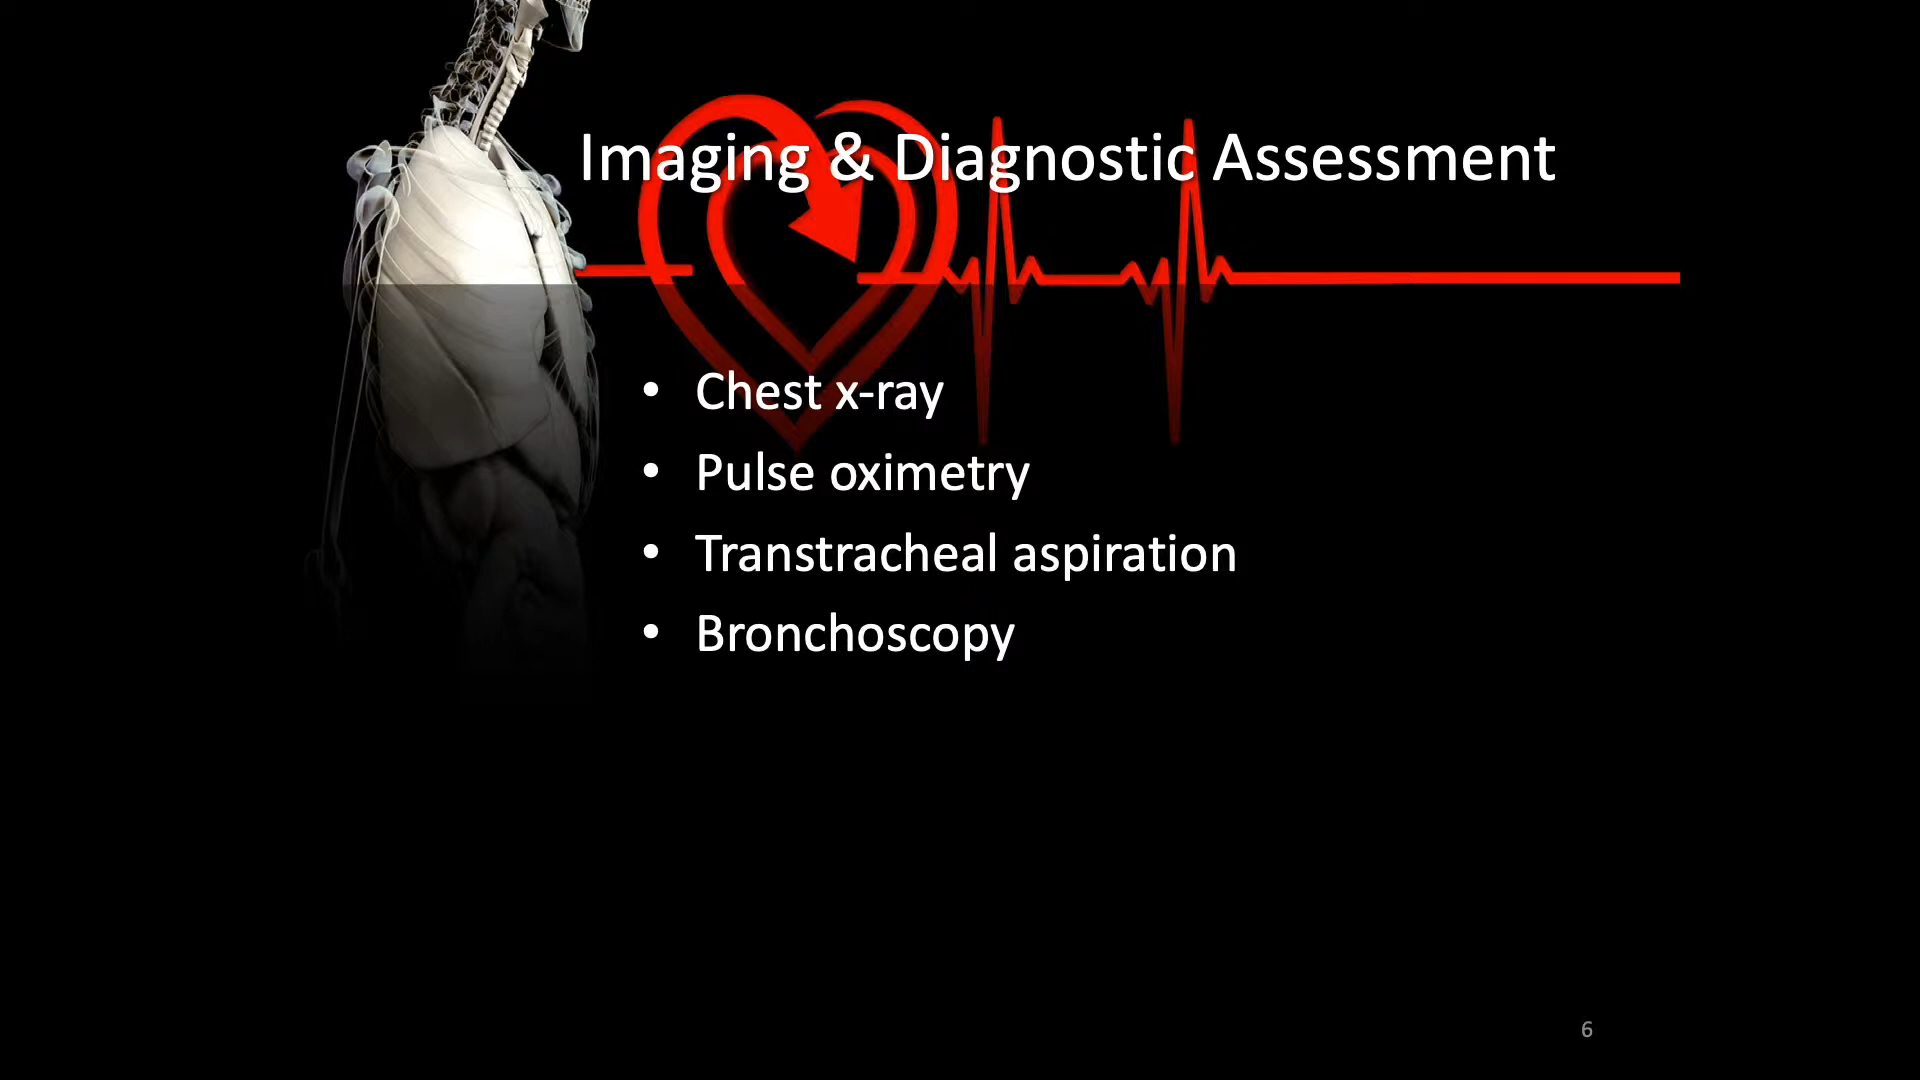 Imaging & Diagnostic Assessment
• Chest x-ray
• Pulse oximetry
• Transtracheal aspiration
• Bronchoscopy
6